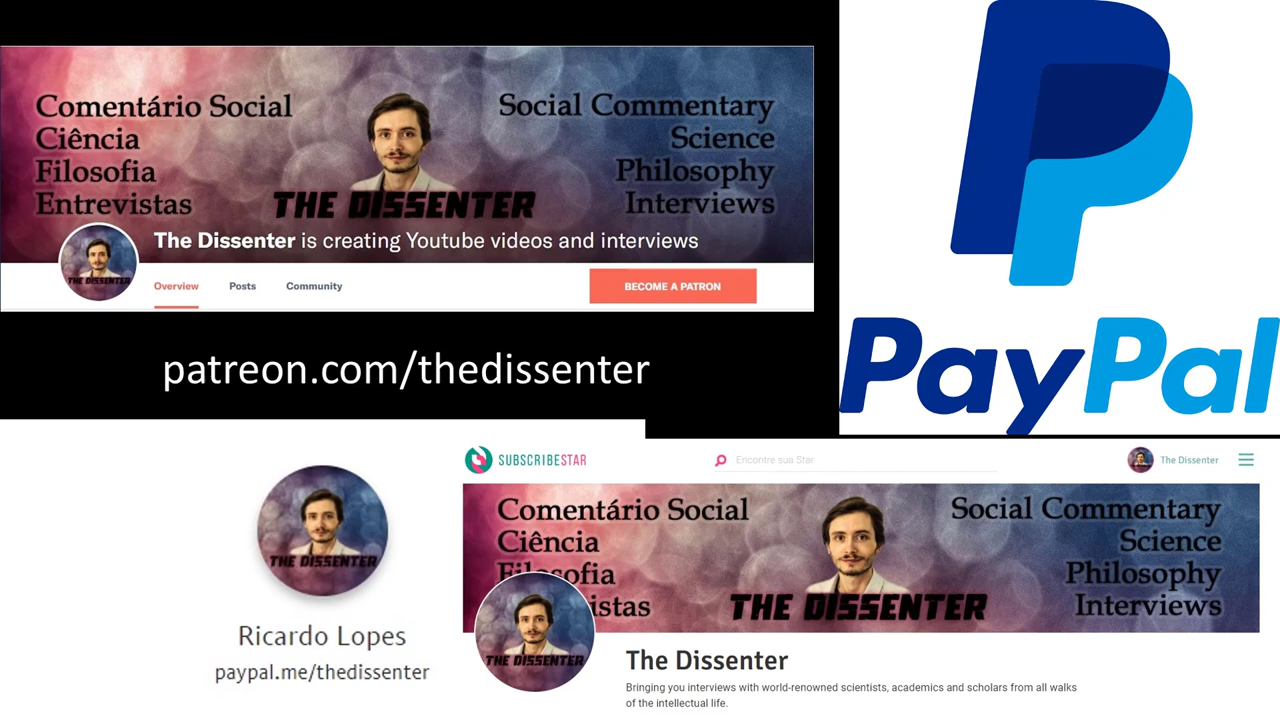 Comentário Social
Ciência
Filosofia
Entrevistas
THE DISSENTER
Social Commentary
Science
Philosophy
Interviews
THE DISSENTER
The Dissenter is creating Youtube videos and interviews
Overview Posts Community
BECOME A PATRON
patreon.com/thedissenter
PayPal
THE DISSENTER
Ricardo Lopes
paypal.me/thedissenter
SUBSCRIBESTAR
Encontre sua Star
The Dissenter
Comentário Social
Ciência
Filosofia
istas
THE DISSENTER
Social Commentary
Science
Philosophy
Interviews
THE DISSENTER
The Dissenter
Bringing you interviews with world-renowned scientists, academics and scholars from all walks
of the intellectual life.